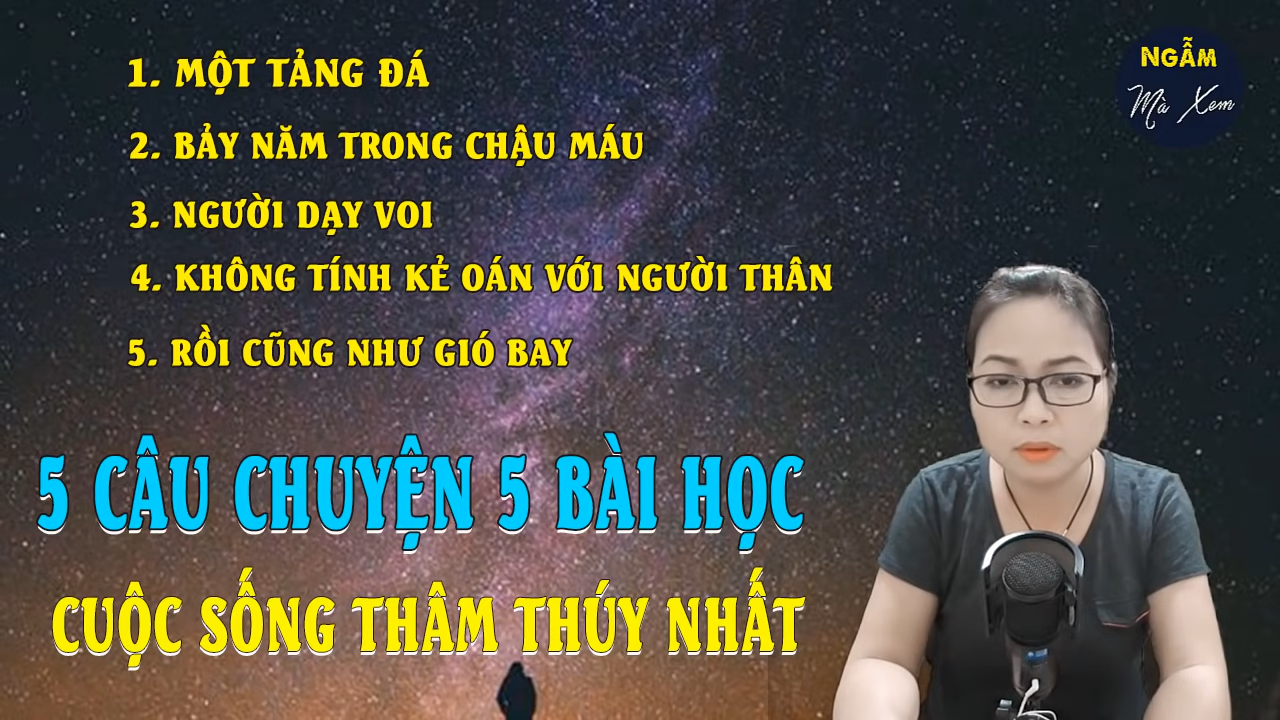 1. MỘT TẢNG ĐÁ
2. BẢY NĂM TRONG CHẬU MÁU
3. NGƯỜI DẠY VOI
4. KHÔNG TÍNH KẺ OÁN VỚI NGƯỜI THÂN
5. RỒI CŨNG NHƯ GIÓ BAY
5 CÂU CHUYỆN 5 BÀI HỌC
CUỘC SỐNG THÂM THÚY NHẤT
NGẪM
Mà Xem